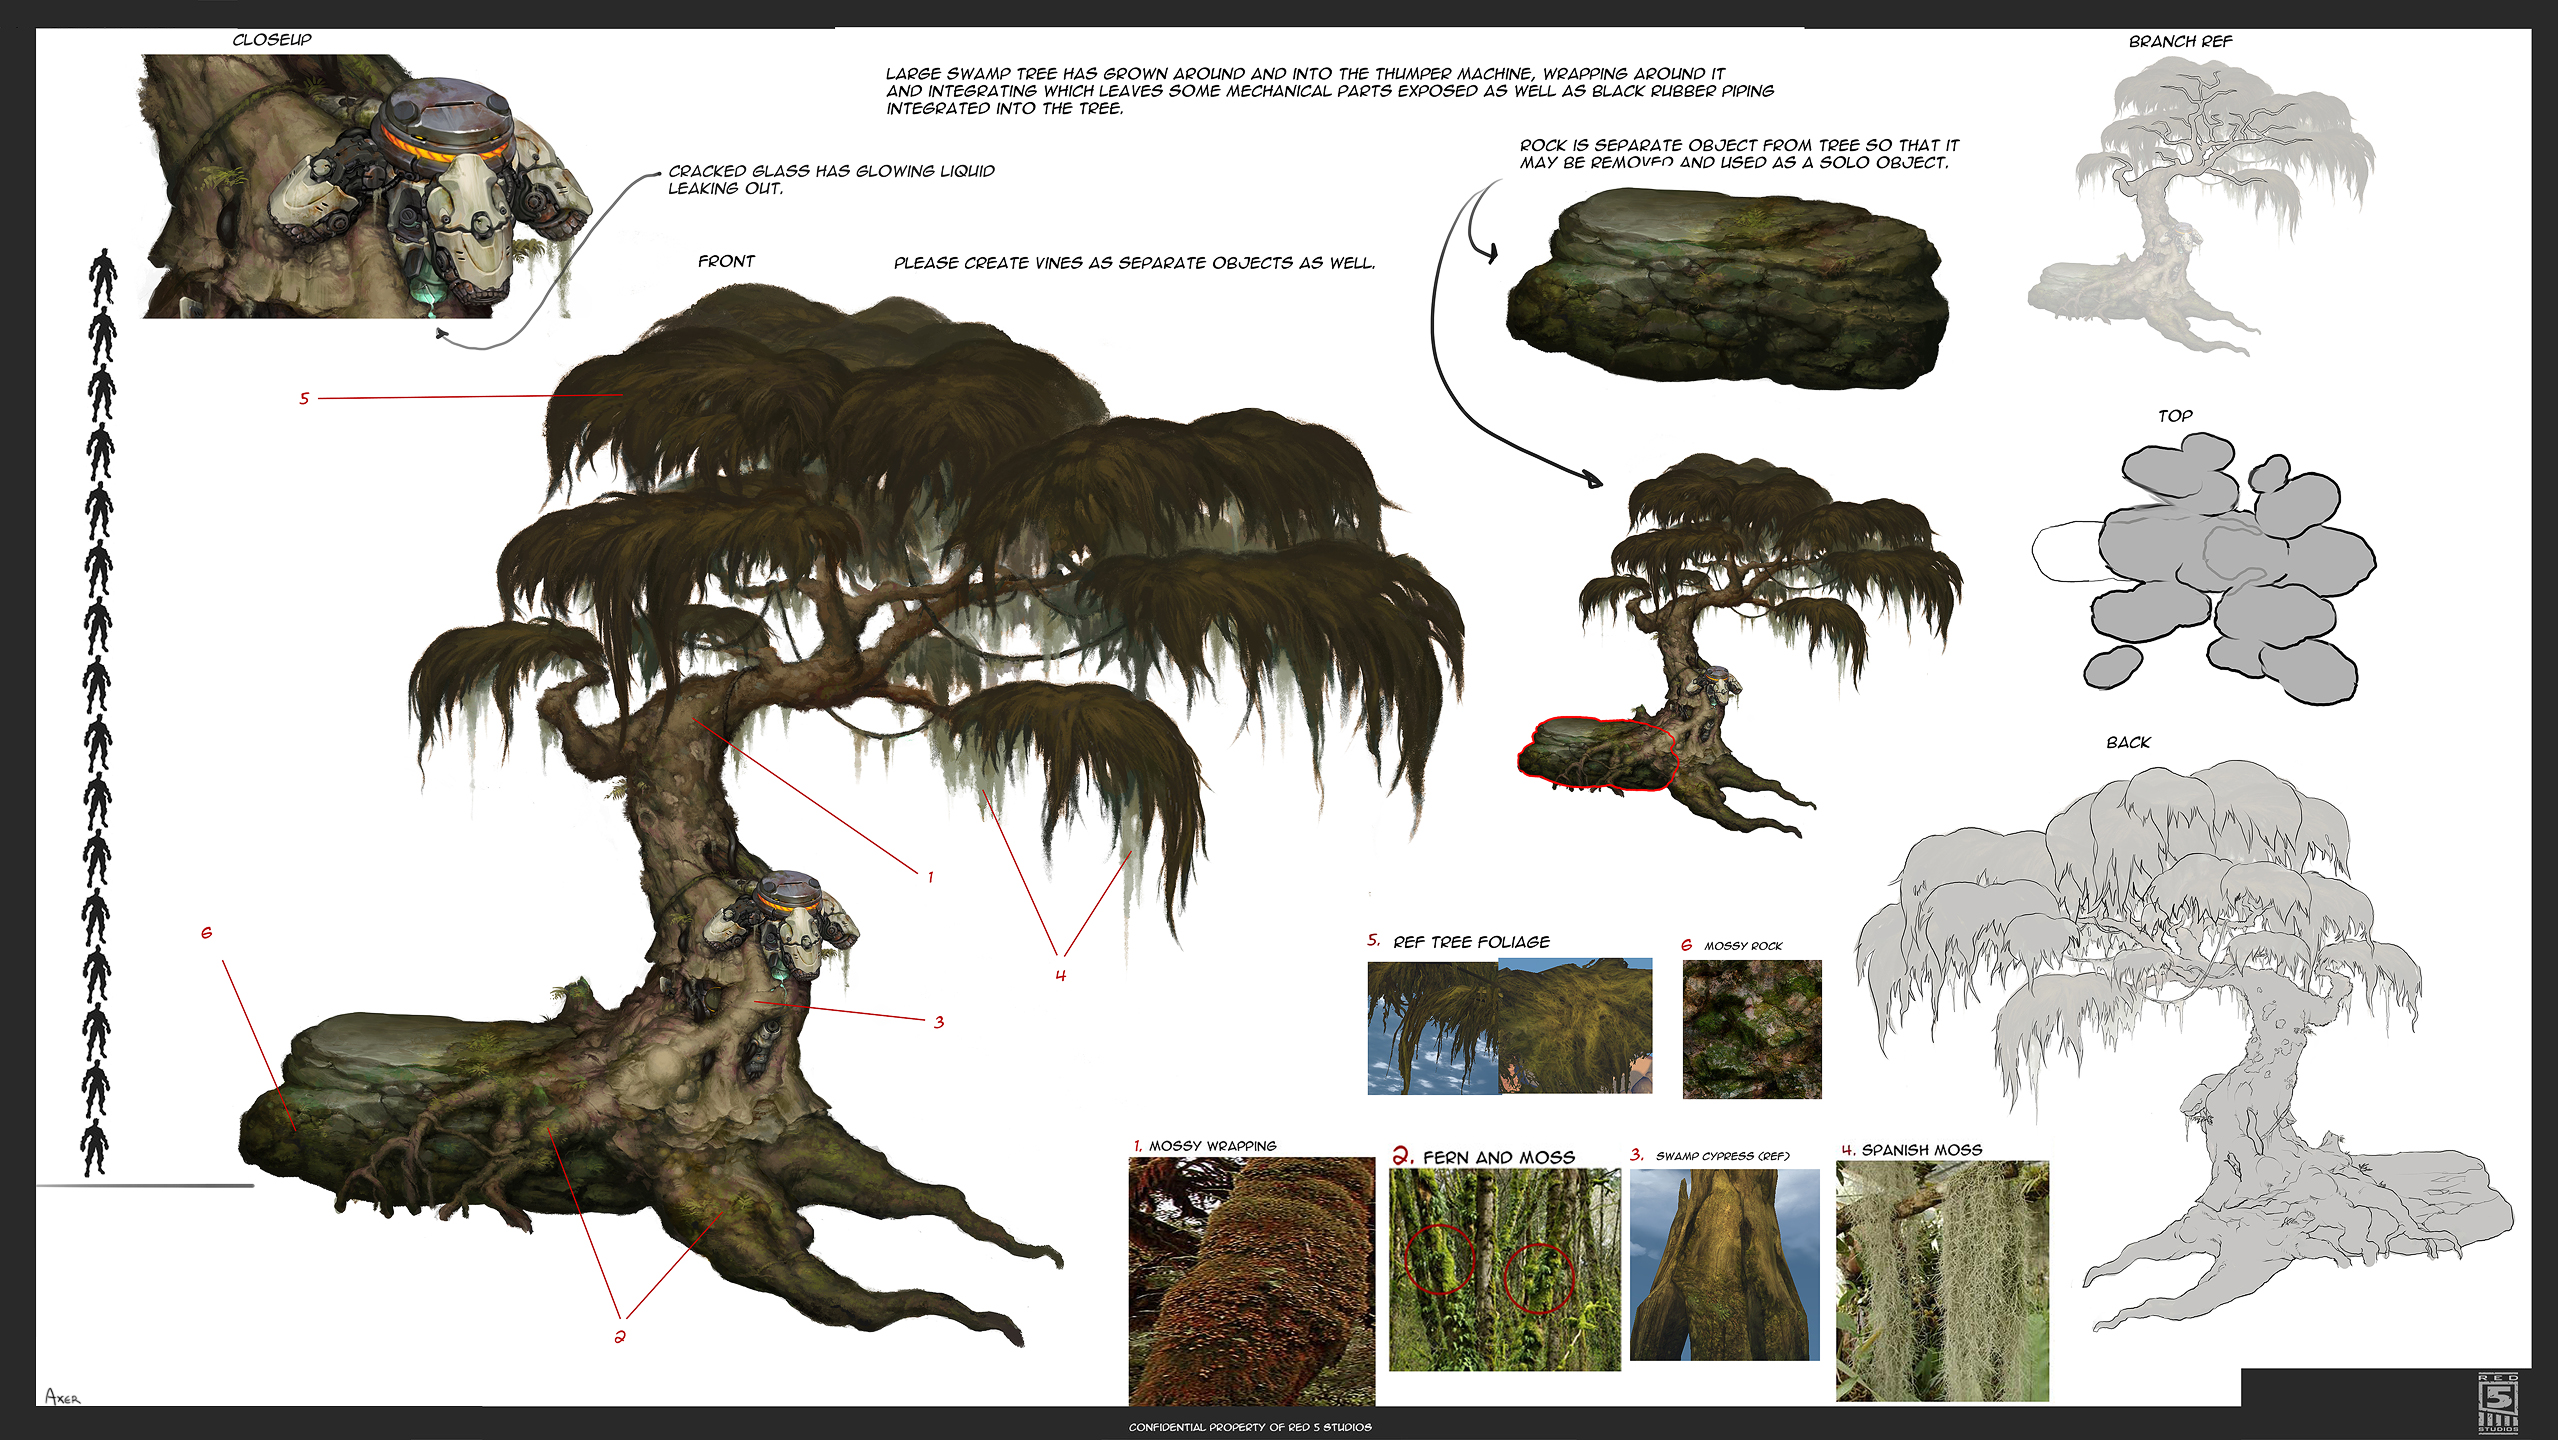 CLOSEUP
LARGE SWAMP TREE HAS GROWN AROUND AND INTO THE THUMPER MACHINE, WRAPPING AROUND IT
AND INTEGRATING WHICH LEAVES SOME MECHANICAL PARTS EXPOSED AS WELL AS BLACK RUBBER PIPING
INTEGRATED INTO THE TREE.
CRACKED GLASS HAS GLOWING LIQUID
LEAKING OUT.
ROCK IS SEPARATE OBJECT FROM TREE SO THAT IT
MAY BE REMOVED AND USED AS A SOLO OBJECT.
BRANCH REF
FRONT
PLEASE CREATE VINES AS SEPARATE OBJECTS AS WELL.
5
TOP
BACK
1
6
4
3
2
5. REF TREE FOLIAGE
6 MOSSY ROCK
1. MOSSY WRAPPING
2. FERN AND MOSS
3. SWAMP CYPRESS (REF)
4. SPANISH MOSS
AXER
CONFIDENTIAL PROPERTY OF RED 5 STUDIOS
RED
5
STUDIOS